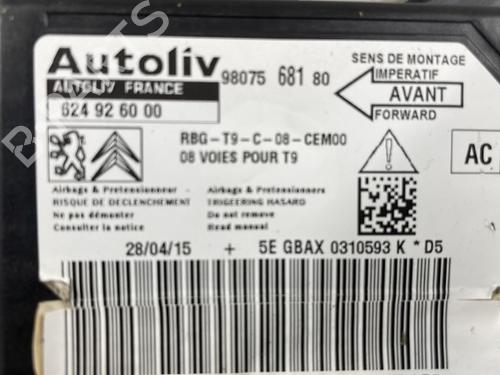 Autoliv
AUTOLIV FRANCE
624 92 60 00
98075 681 80
SENS DE MONTAGE
IMPERATIF
AVANT
FORWARD
RBG-T9-C-08-CEM00
08 VOIES POUR T9
AC
Airbags & Pretensionneur
RISQUE DE DECLENCHEMENT
Ne pas démonter
Consulter la notice
Airbags & Pretensioners
TRIGEERING HASARD
Do not remove
Read manual
28/04/15 + 5E GBAX 0310593 K * D5